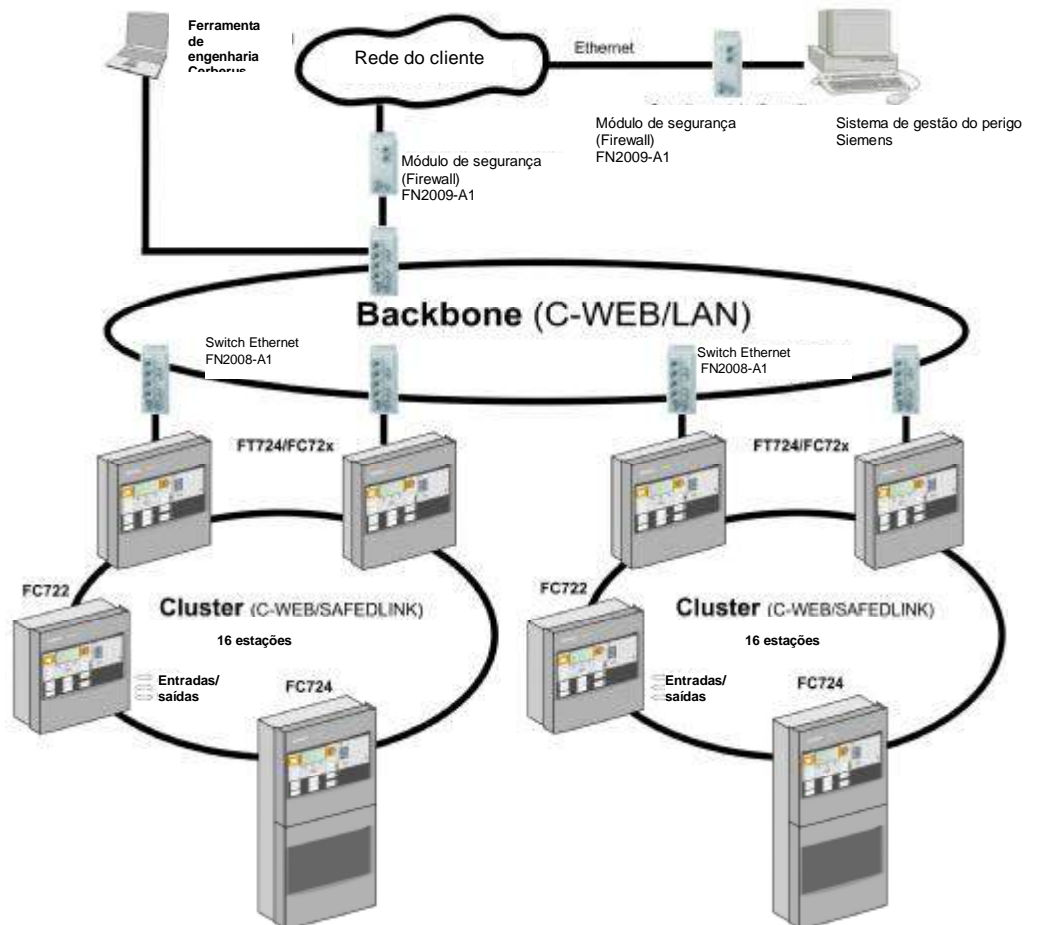 Ferramenta
de
engenharia
Cerberus
Rede do cliente
Ethernet
Módulo de segurança
(Firewall)
FN2009-A1
Sistema de gestão do perigo
Siemens
Módulo de segurança
(Firewall)
FN2009-A1
Backbone (C-WEB/LAN)
Switch Ethernet
FN2008-A1
Switch Ethernet
FN2008-A1
FT724/FC72x
FT724/FC72x
FC722
Cluster (C-WEB/SAFEDLINK)
16 estações
Entradas/
saídas
FC724
FC722
Cluster (C-WEB/SAFEDLINK)
16 estações
Entradas/
saídas
FC724